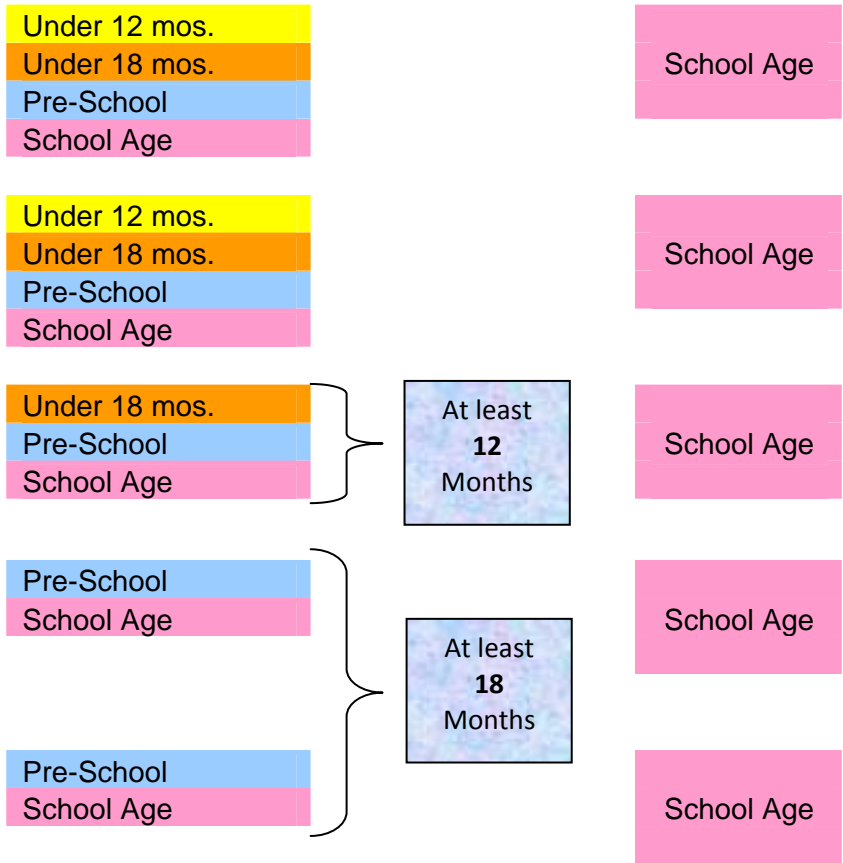 Under 12 mos.
Under 18 mos.
Pre-School
School Age
School Age
Under 12 mos.
Under 18 mos.
Pre-School
School Age
School Age
Under 18 mos.
Pre-School
School Age
At least
12
Months
School Age
Pre-School
School Age
School Age
At least
18
Months
Pre-School
School Age
School Age